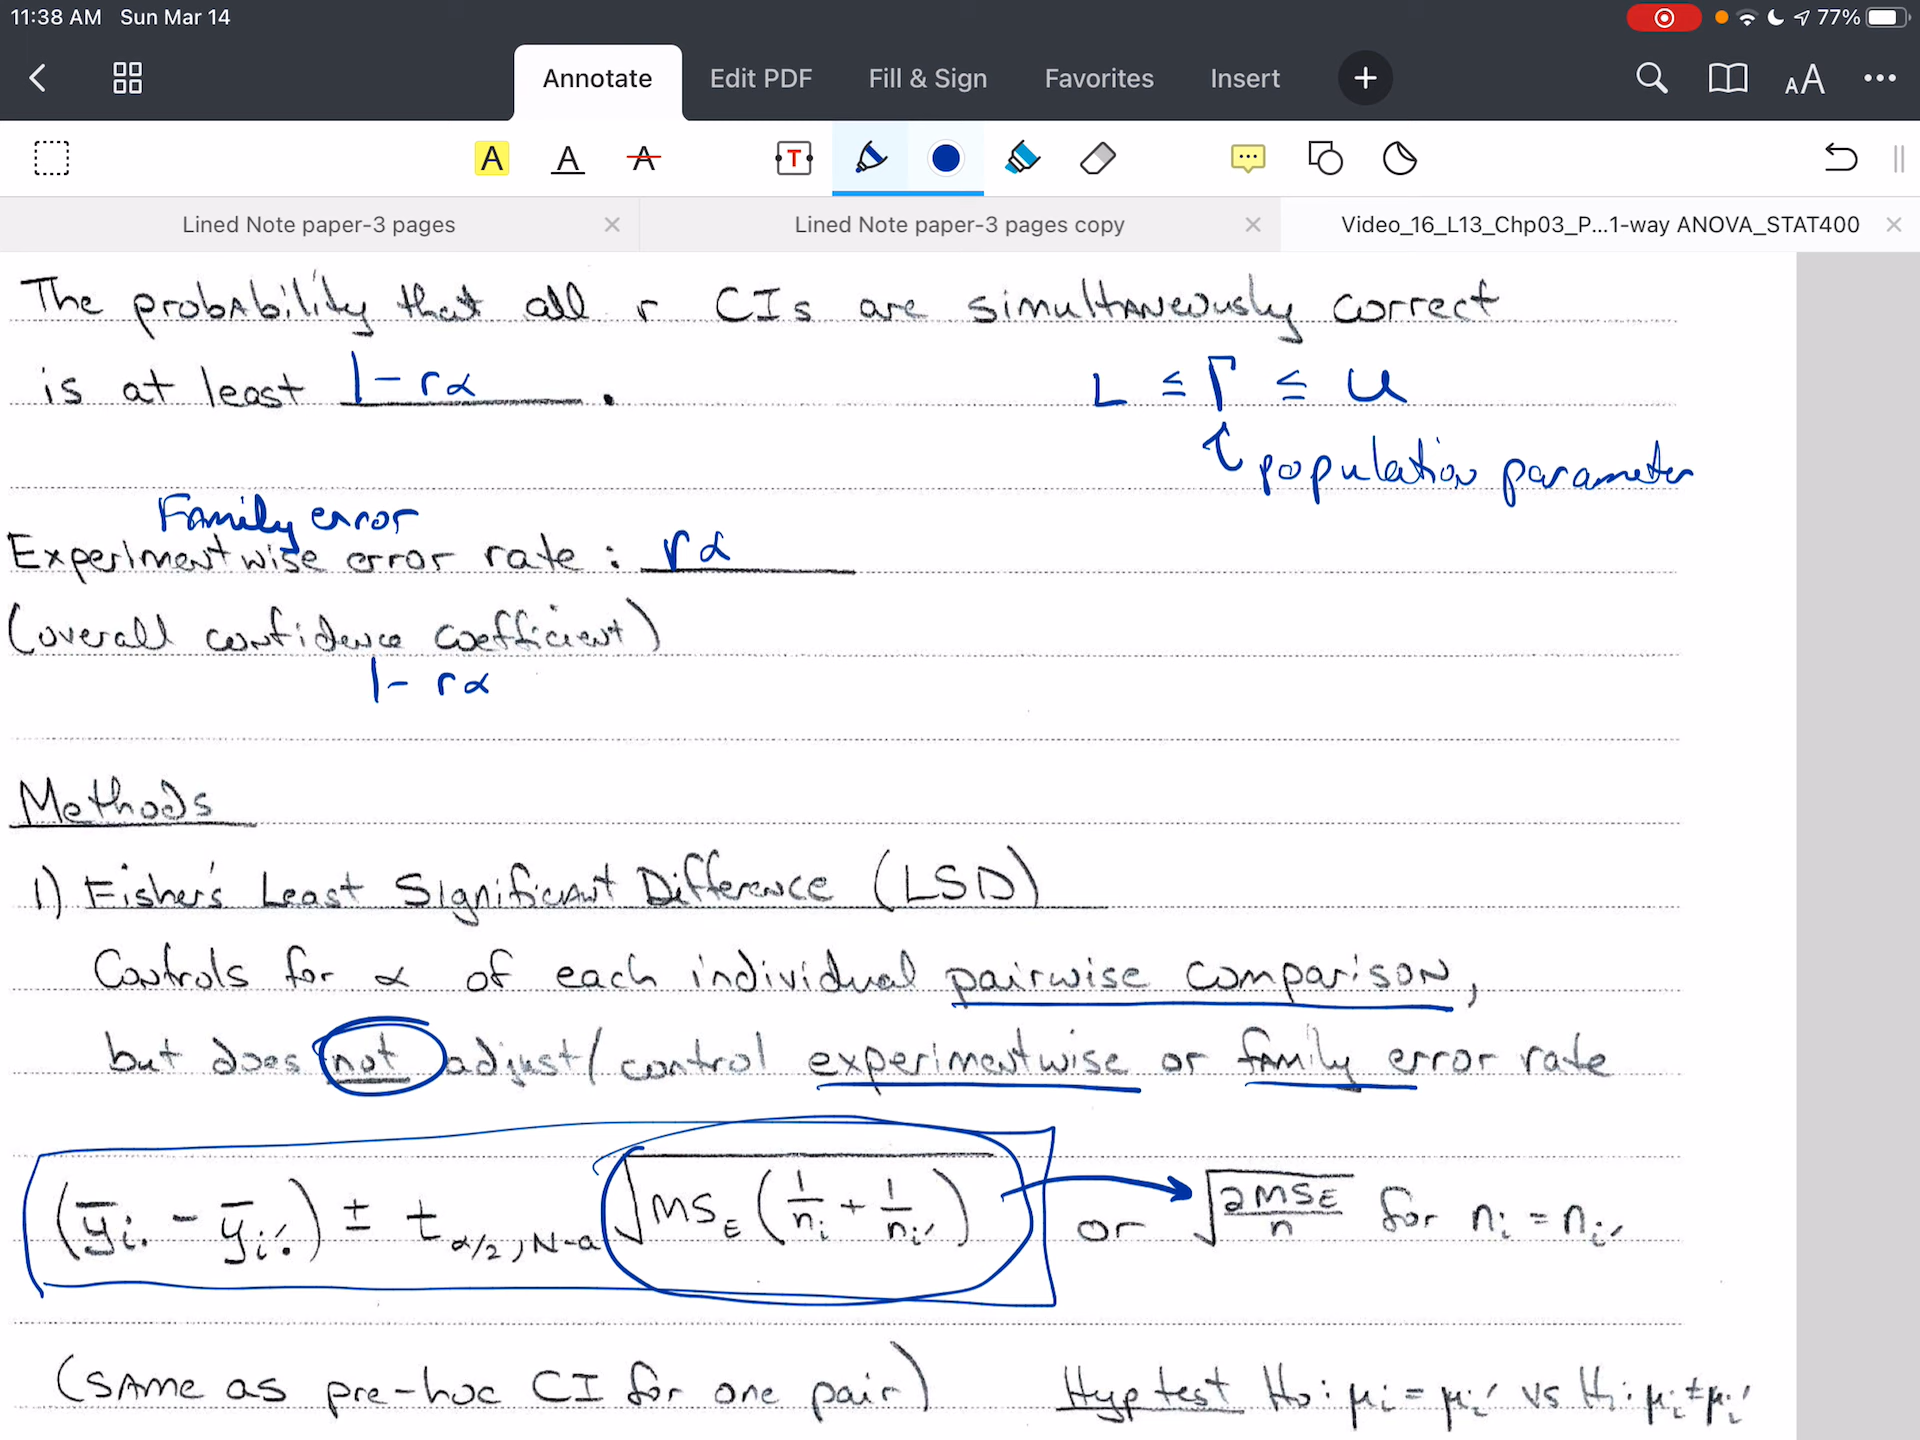 11:38 AM Sun Mar 14 77%
Annotate Edit PDF Fill & Sign Favorites Insert + AA
A A A T
Lined Note paper-3 pages × Lined Note paper-3 pages copy × Video_16_L13_Chp03_P...1-way ANOVA_STAT400 ×
The probability that all r CIs are simultaneously correct
is at least 1-rα. L ≤ Γ ≤ U
population parameter
Family error
Experimentwise error rate: rα
(overall confidence coefficient)
1-rα
Methods
1) Fisher's Least Significant Difference (LSD)
Controls for α of each individual pairwise comparison,
but does not adjust/control experimentwise or family error rate
(ȳi. - ȳi'.) ± t α/2, N-a √MSE (1/ni + 1/ni') or √2MSE/n for ni = ni'
(same as pre-hoc CI for one pair) Hyp test H0: μi = μi' vs H1: μi ≠ μi'